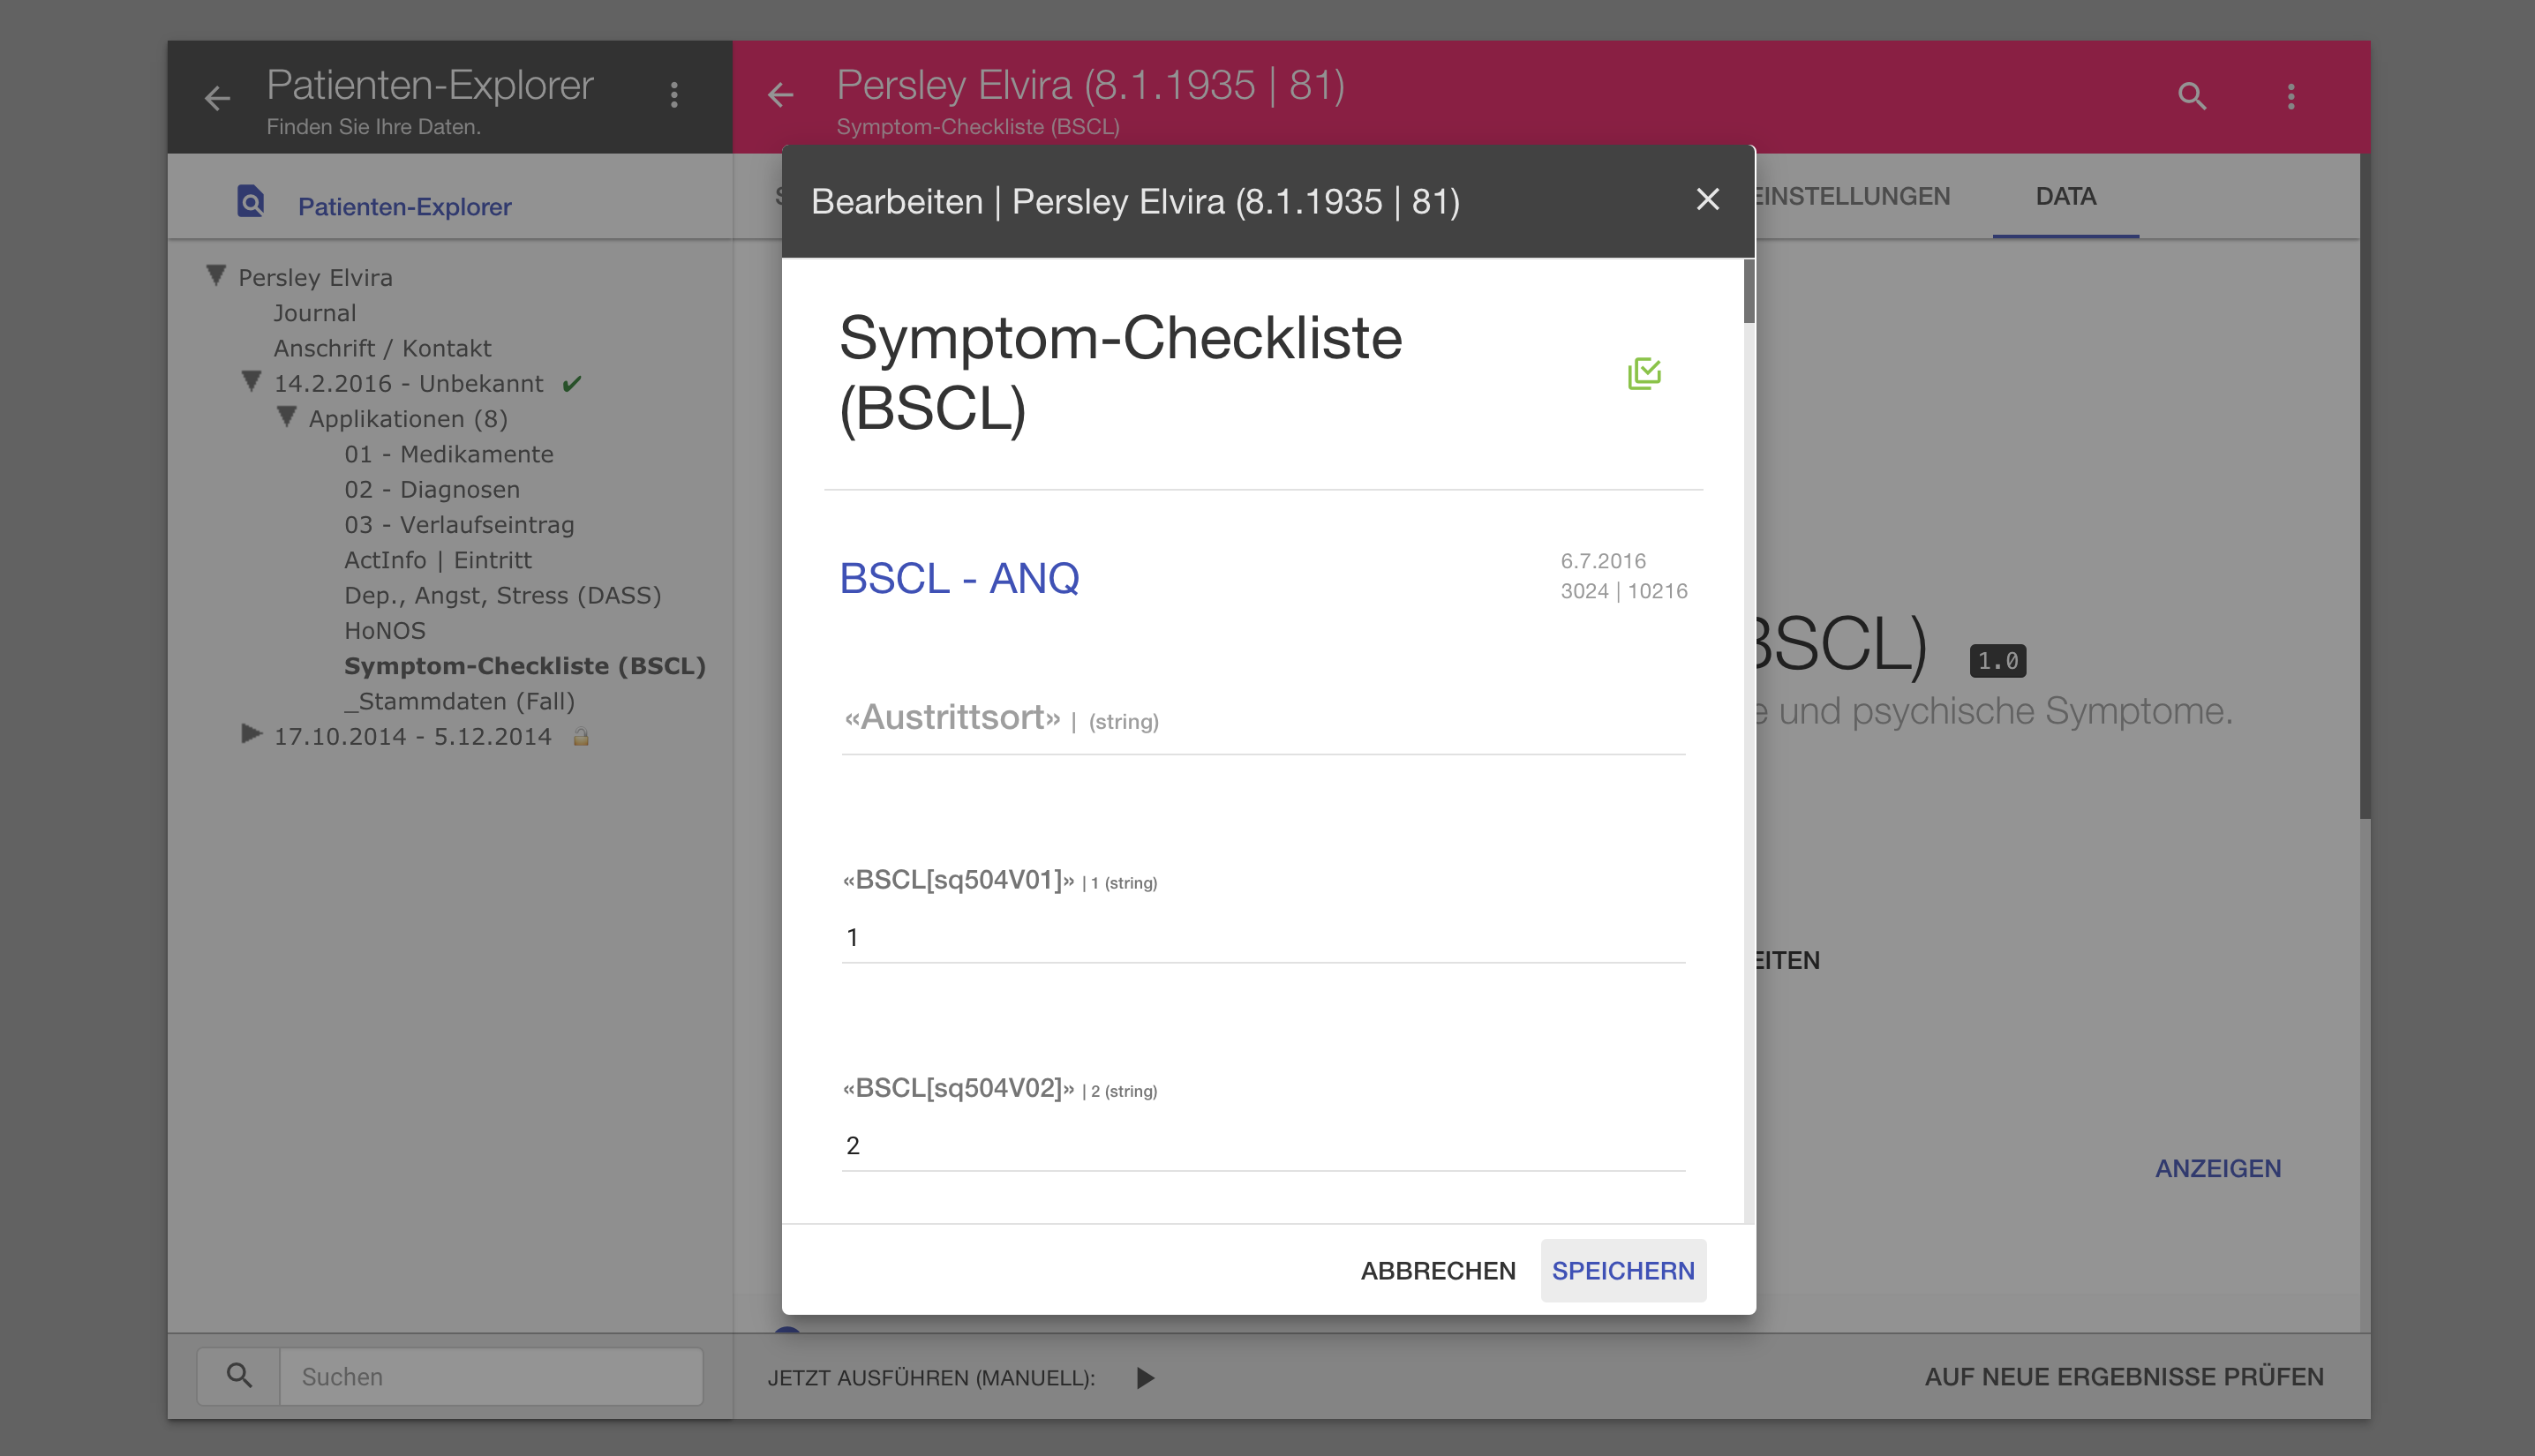 Patienten-Explorer
Finden Sie Ihre Daten.
Persley Elvira (8.1.1935 | 81)
Symptom-Checkliste (BSCL)
Patienten-Explorer
EINSTELLUNGEN
DATA
Persley Elvira
Journal
Anschrift / Kontakt
14.2.2016 - Unbekannt
Applikationen (8)
01 - Medikamente
02 - Diagnosen
03 - Verlaufseintrag
ActInfo | Eintritt
Dep., Angst, Stress (DASS)
HoNOS
Symptom-Checkliste (BSCL)
_Stammdaten (Fall)
17.10.2014 - 5.12.2014
Suchen
Bearbeiten | Persley Elvira (8.1.1935 | 81)
Symptom-Checkliste
(BSCL)
BSCL - ANQ
6.7.2016
3024 | 10216
«Austrittsort» | (string)
«BSCL[sq504V01]» | 1 (string)
1
«BSCL[sq504V02]» | 2 (string)
2
ABBRECHEN
SPEICHERN
BSCL) 1.0
und psychische Symptome.
EITEN
ANZEIGEN
JETZT AUSFÜHREN (MANUELL):
AUF NEUE ERGEBNISSE PRÜFEN